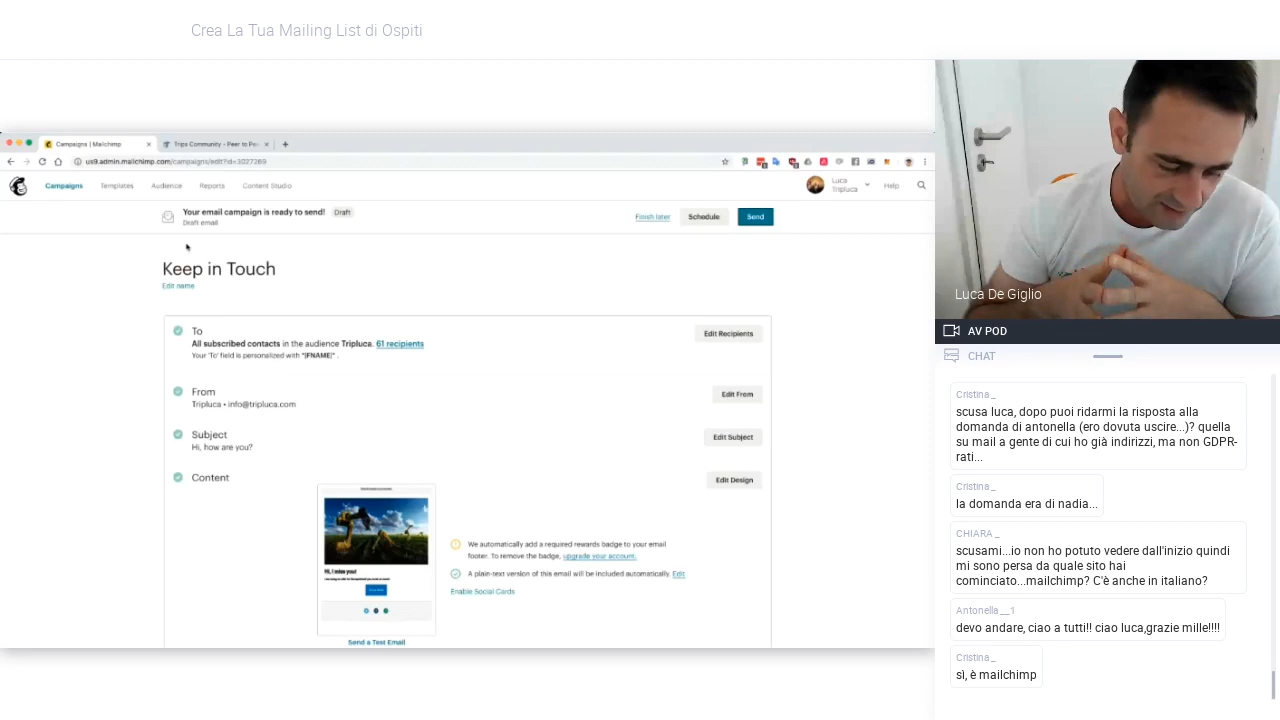 Crea La Tua Mailing List di Ospiti
Campaigns | Mailchimp
Trips Community - Peer to Pe
us9.admin.mailchimp.com/campaigns/edit?id=3027269
Campaigns
Templates
Audience
Reports
Content Studio
Luca
Tripluca
Help
Your email campaign is ready to send! Draft
Draft email
Finish later
Schedule
Send
Keep in Touch
Edit name
To
All subscribed contacts in the audience Tripluca. 61 recipients
Your 'To' field is personalized with *|FNAME|* .
Edit Recipients
From
Tripluca • info@tripluca.com
Edit From
Subject
Hi, how are you?
Edit Subject
Content
Edit Design
Hi, I miss you!
We automatically add a required rewards badge to your email
footer. To remove the badge, upgrade your account.
A plain-text version of this email will be included automatically. Edit
Enable Social Cards
Send a Test Email
Luca De Giglio
AV POD
CHAT
Cristina_
scusa luca, dopo puoi ridarmi la risposta alla
domanda di antonella (ero dovuta uscire...)? quella
su mail a gente di cui ho già indirizzi, ma non GDPR-
rati...
Cristina_
la domanda era di nadia...
CHIARA_
scusami...io non ho potuto vedere dall'inizio quindi
mi sono persa da quale sito hai
cominciato...mailchimp? C'è anche in italiano?
Antonella__1
devo andare, ciao a tutti!! ciao luca,grazie mille!!!!
Cristina_
sì, è mailchimp